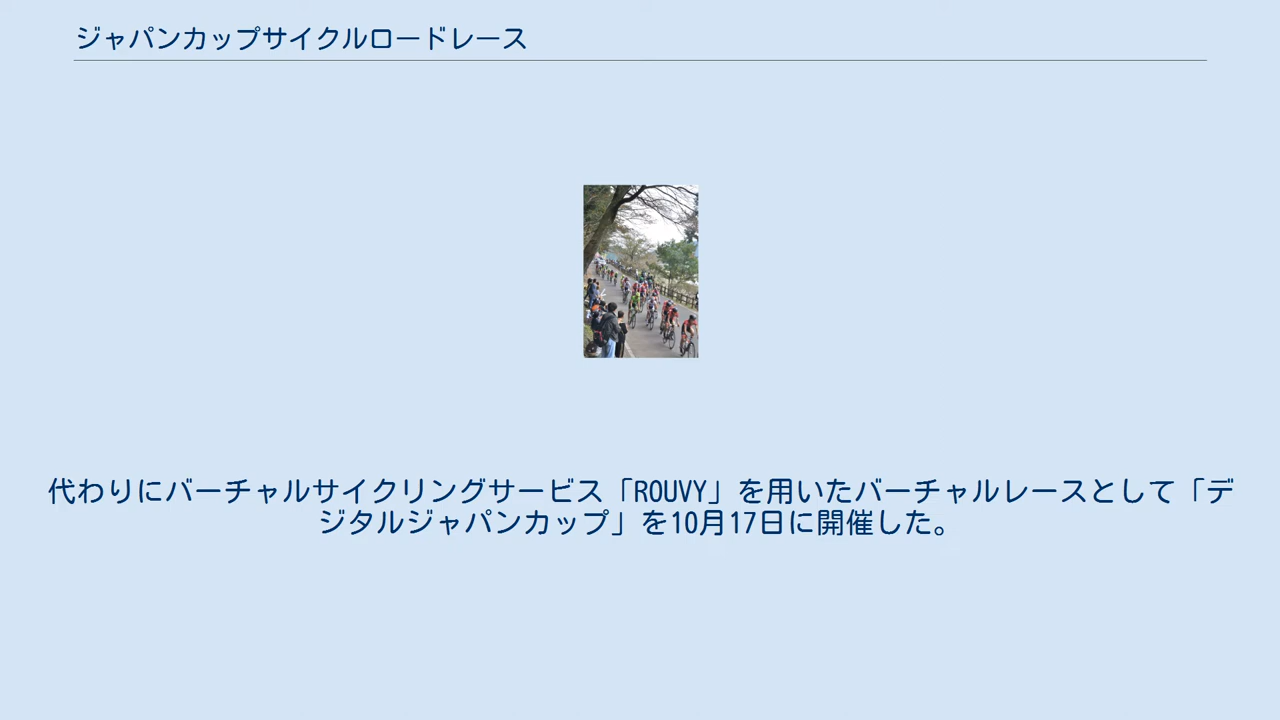 ジャパンカップサイクルロードレース
代わりにバーチャルサイクリングサービス「ROUVY」を用いたバーチャルレースとして「デ
ジタルジャパンカップ」を10月17日に開催した。